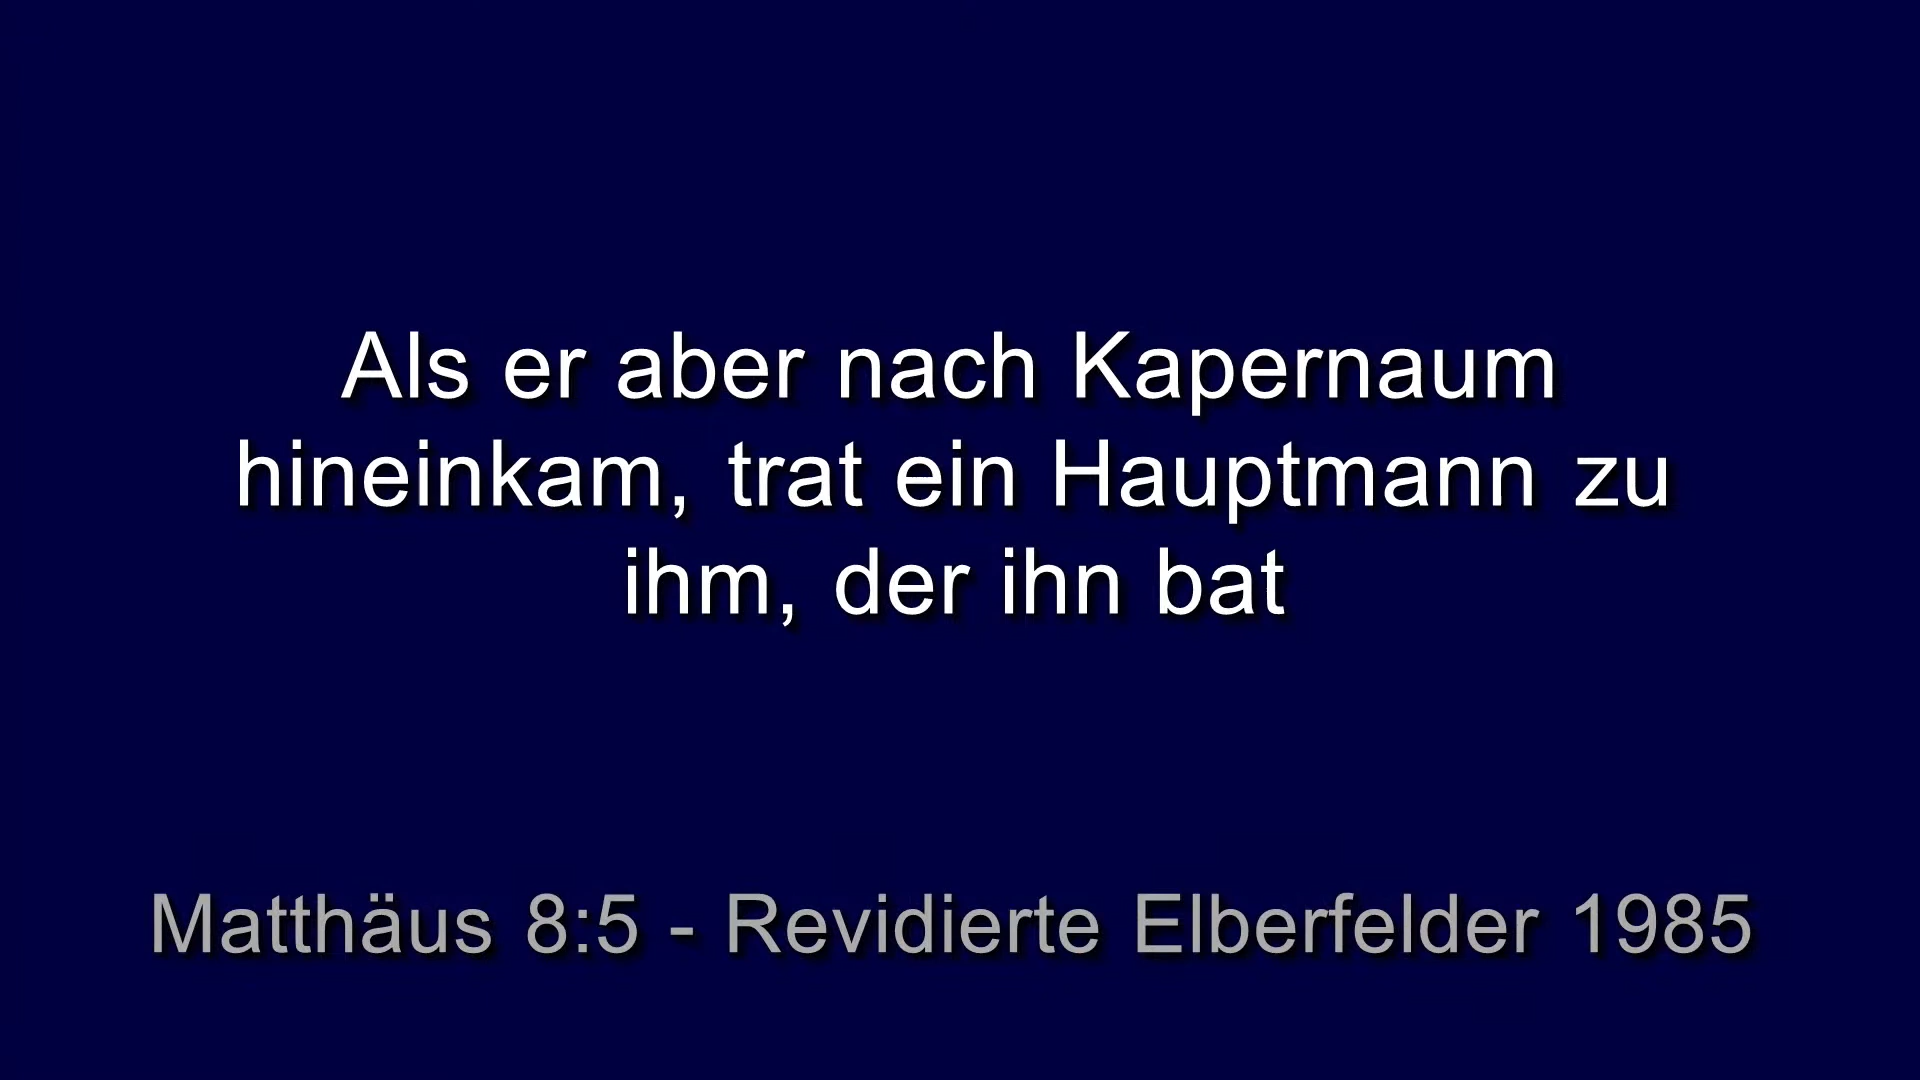 Als er aber nach Kapernaum
hineinkam, trat ein Hauptmann zu
ihm, der ihn bat
Matthäus 8:5 - Revidierte Elberfelder 1985